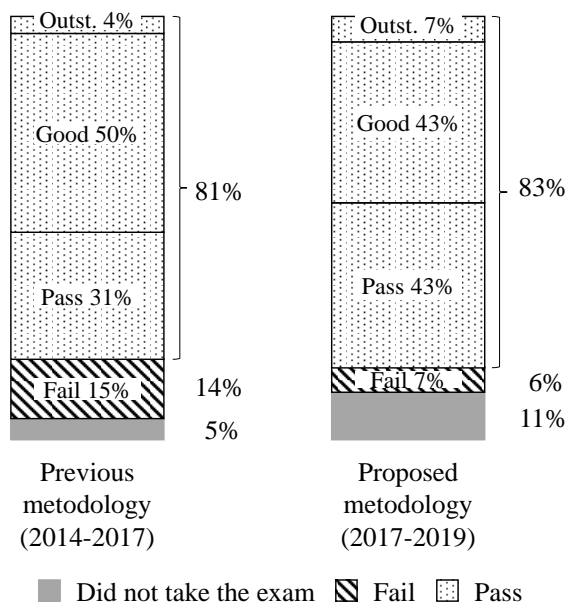 Outst. 4%
Good 50%
81%
Pass 31%
Fail 15%
14%
5%
Previous
metodology
(2014-2017)
Outst. 7%
Good 43%
83%
Pass 43%
Fail 7%
6%
11%
Proposed
metodology
(2017-2019)
Did not take the exam Fail Pass